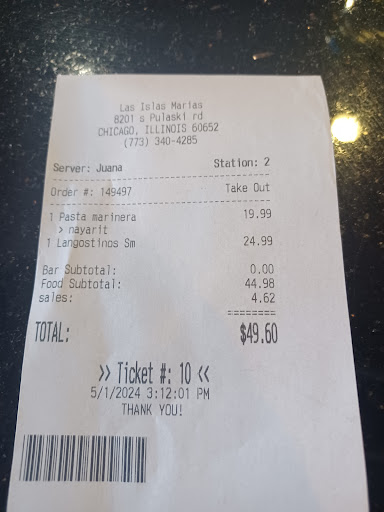 Las Islas Marias
8201 s Pulaski rd
CHICAGO, ILLINOIS 60652
(773) 340-4285
Server: Juana Station: 2
Order #: 149497 Take Out
1 Pasta marinera 19.99
> nayarit
1 Langostinos Sm 24.99
Bar Subtotal: 0.00
Food Subtotal: 44.98
sales: 4.62
========
TOTAL: $49.60
>> Ticket #: 10 <<
5/1/2024 3:12:01 PM
THANK YOU!